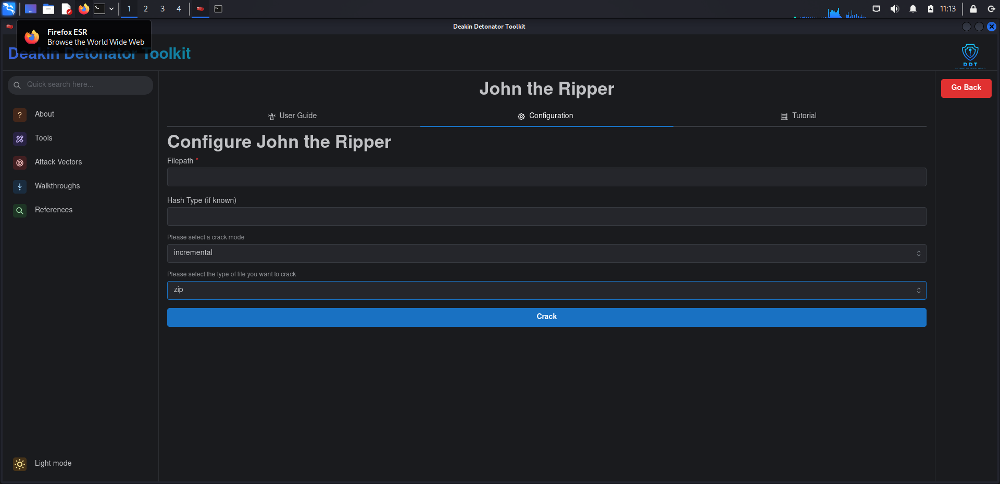 1 2 3 4
11:13
Deakin Detonator Toolkit
Firefox ESR
Browse the World Wide Web
Deakin Detonator Toolkit
DDT
Quick search here...
John the Ripper
Go Back
About
Tools
Attack Vectors
Walkthroughs
References
User Guide
Configuration
Tutorial
Configure John the Ripper
Filepath *
Hash Type (if known)
Please select a crack mode
incremental
Please select the type of file you want to crack
zip
Crack
Light mode